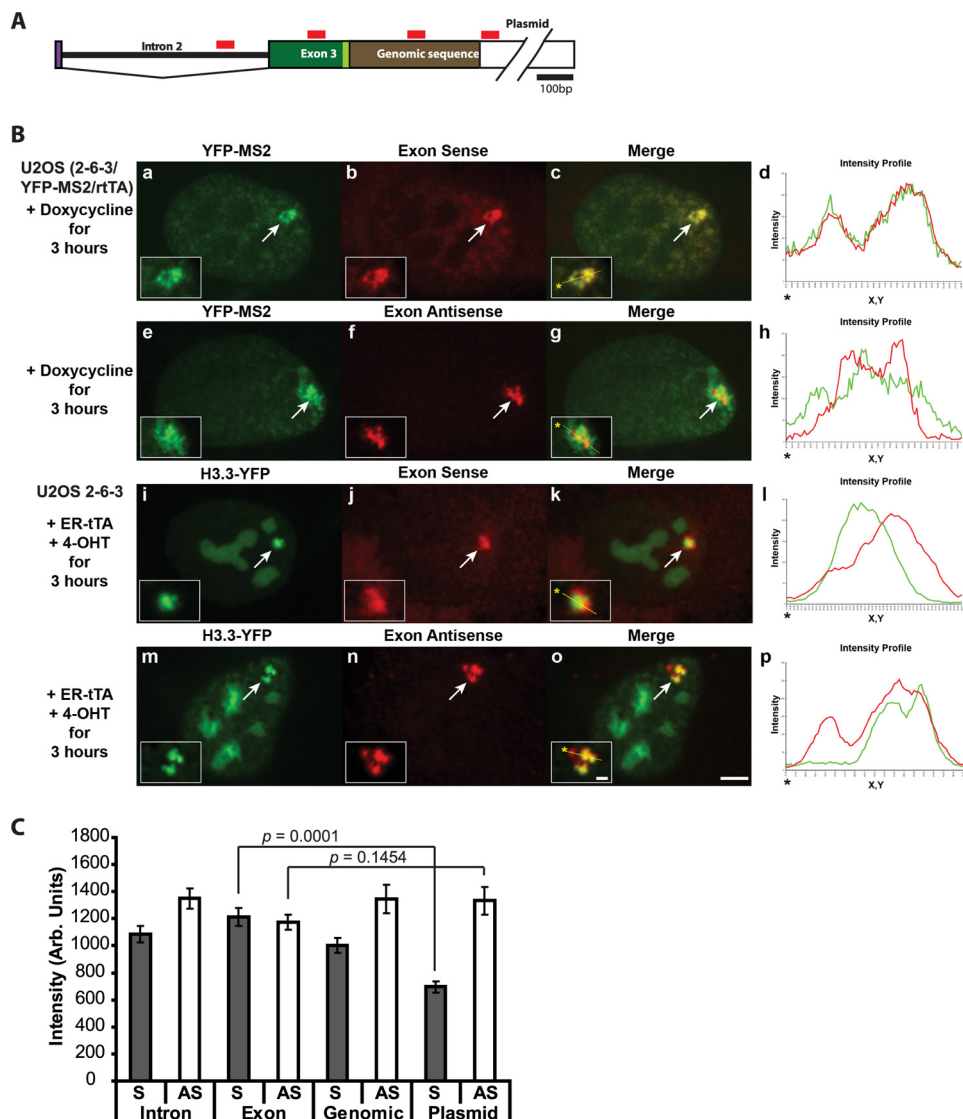 A
Plasmid
Intron 2
Exon 3
Genomic sequence
100bp
B
YFP-MS2
Exon Sense
Merge
U2OS (2-6-3/
YFP-MS2/rtTA)
+ Doxycycline
for
3 hours
a
b
c
*
d
Intensity Profile
Intensity
*
X,Y
YFP-MS2
Exon Antisense
Merge
+ Doxycycline
for
3 hours
e
f
g
*
h
Intensity Profile
Intensity
*
X,Y
H3.3-YFP
Exon Sense
Merge
U2OS 2-6-3
+ ER-tTA
+ 4-OHT
for
3 hours
i
j
k
*
l
Intensity Profile
Intensity
*
X,Y
H3.3-YFP
Exon Antisense
Merge
+ ER-tTA
+ 4-OHT
for
3 hours
m
n
o
*
p
Intensity Profile
Intensity
*
X,Y
C
Intensity (Arb. Units)
1800
1600
1400
1200
1000
800
600
400
200
0
p = 0.0001
p = 0.1454
S AS S AS S AS S AS
Intron Exon Genomic Plasmid